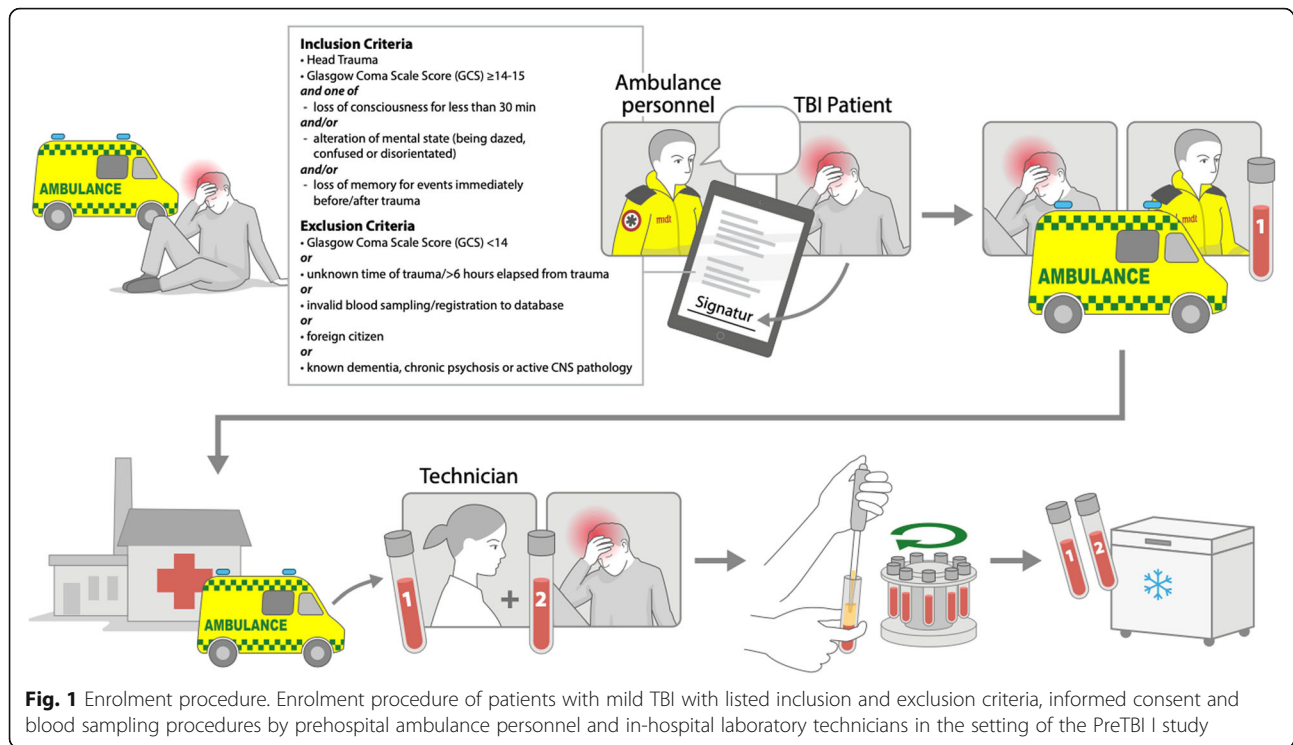 Inclusion Criteria
• Head Trauma
• Glasgow Coma Scale Score (GCS) ≥14-15
and one of
- loss of consciousness for less than 30 min
and/or
- alteration of mental state (being dazed,
confused or disorientated)
and/or
- loss of memory for events immediately
before/after trauma
Exclusion Criteria
• Glasgow Coma Scale Score (GCS) <14
or
• unknown time of trauma/>6 hours elapsed from trauma
or
• invalid blood sampling/registration to database
or
• foreign citizen
or
• known dementia, chronic psychosis or active CNS pathology
AMBULANCE
Ambulance
personnel
TBI Patient
midt
Signatur
midt
1
AMBULANCE
AMBULANCE
Technician
1
+
2
1
2
Fig. 1 Enrolment procedure. Enrolment procedure of patients with mild TBI with listed inclusion and exclusion criteria, informed consent and
blood sampling procedures by prehospital ambulance personnel and in-hospital laboratory technicians in the setting of the PreTBI I study